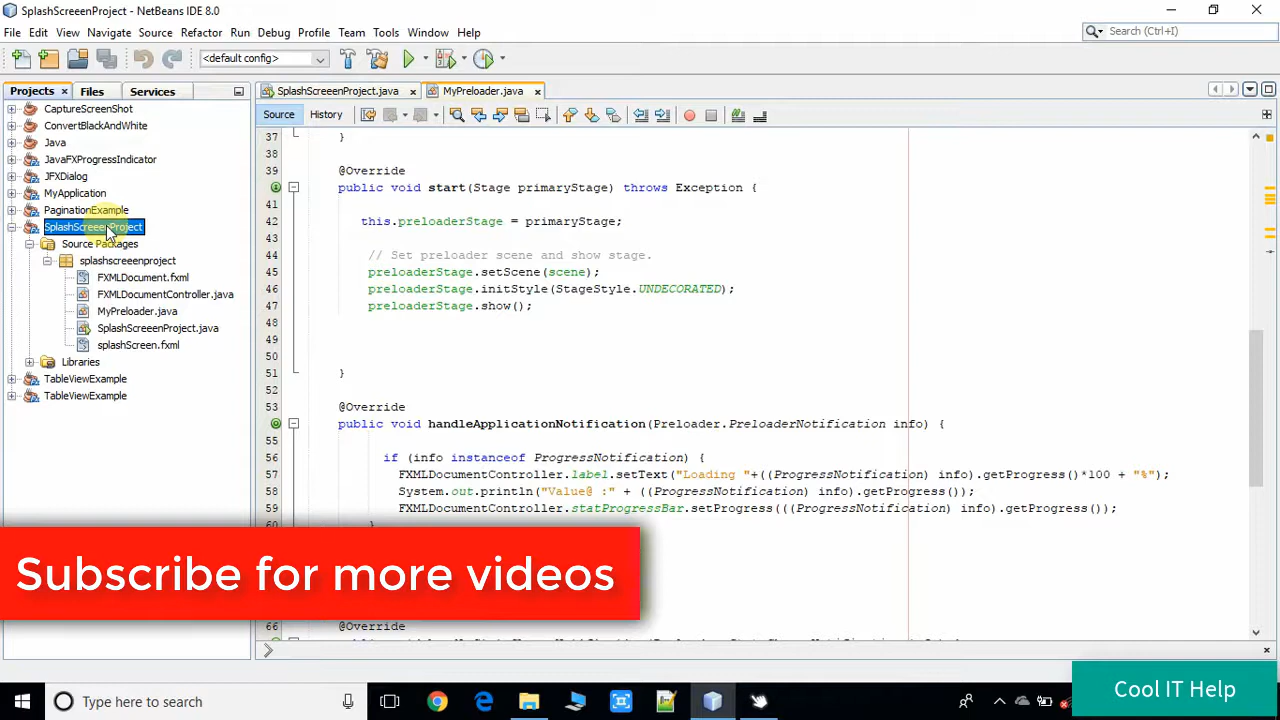 SplashScreeenProject - NetBeans IDE 8.0
File Edit View Navigate Source Refactor Run Debug Profile Team Tools Window Help
Search (Ctrl+I)
<default config>
Projects Files Services
SplashScreeenProject.java MyPreloader.java
Source History
CaptureScreenShot
ConvertBlackAndWhite
Java
JavaFXProgressIndicator
JFXDialog
MyApplication
PaginationExample
SplashScreeenProject
Source Packages
splashscreeenproject
FXMLDocument.fxml
FXMLDocumentController.java
MyPreloader.java
SplashScreeenProject.java
splashScreen.fxml
Libraries
TableViewExample
TableViewExample
37 }
38
39 @Override
public void start(Stage primaryStage) throws Exception {
41
42 this.preloaderStage = primaryStage;
43
44 // Set preloader scene and show stage.
45 preloaderStage.setScene(scene);
46 preloaderStage.initStyle(StageStyle.UNDECORATED);
47 preloaderStage.show();
48
49
50
51 }
52
53 @Override
public void handleApplicationNotification(Preloader.PreloaderNotification info) {
55
56 if (info instanceof ProgressNotification) {
57 FXMLDocumentController.label.setText("Loading "+((ProgressNotification) info).getProgress()*100 + "%");
58 System.out.println("Value@ :" + ((ProgressNotification) info).getProgress());
59 FXMLDocumentController.statProgressBar.setProgress(((ProgressNotification) info).getProgress());
60 }
Subscribe for more videos
66 @Override
Cool IT Help
Type here to search